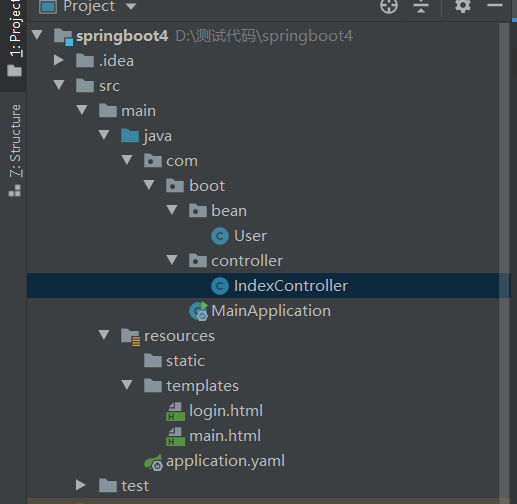 Project
1: Project
7: Structure
springboot4 D:\测试代码\springboot4
.idea
src
main
java
com
boot
bean
User
controller
IndexController
MainApplication
resources
static
templates
login.html
main.html
application.yaml
test